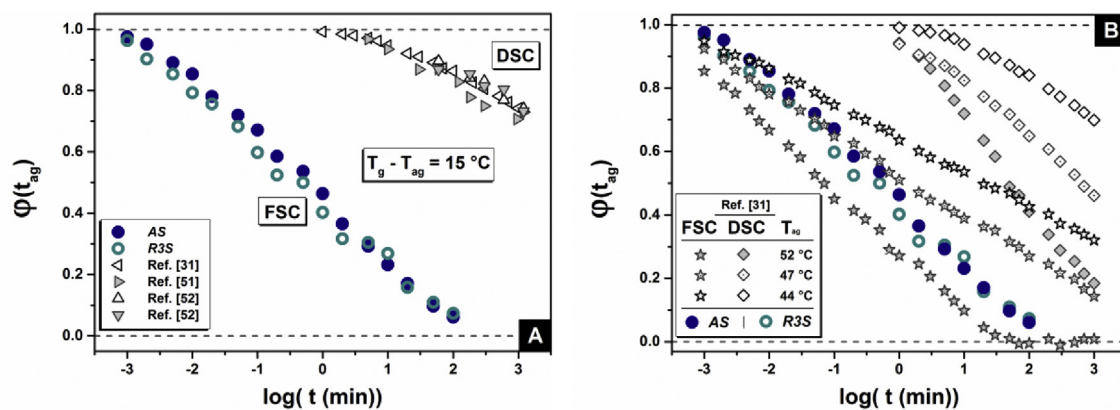 1.0
0.8
0.6
0.4
0.2
0.0
φ(t_ag)
DSC
T_g - T_ag = 15 °C
FSC
AS
R3S
Ref. [31]
Ref. [51]
Ref. [52]
Ref. [52]
A
-3 -2 -1 0 1 2 3
log( t (min))
1.0
0.8
0.6
0.4
0.2
0.0
φ(t_ag)
B
Ref. [31]
FSC DSC T_ag
52 °C
47 °C
44 °C
AS | R3S
-3 -2 -1 0 1 2 3
log( t (min))